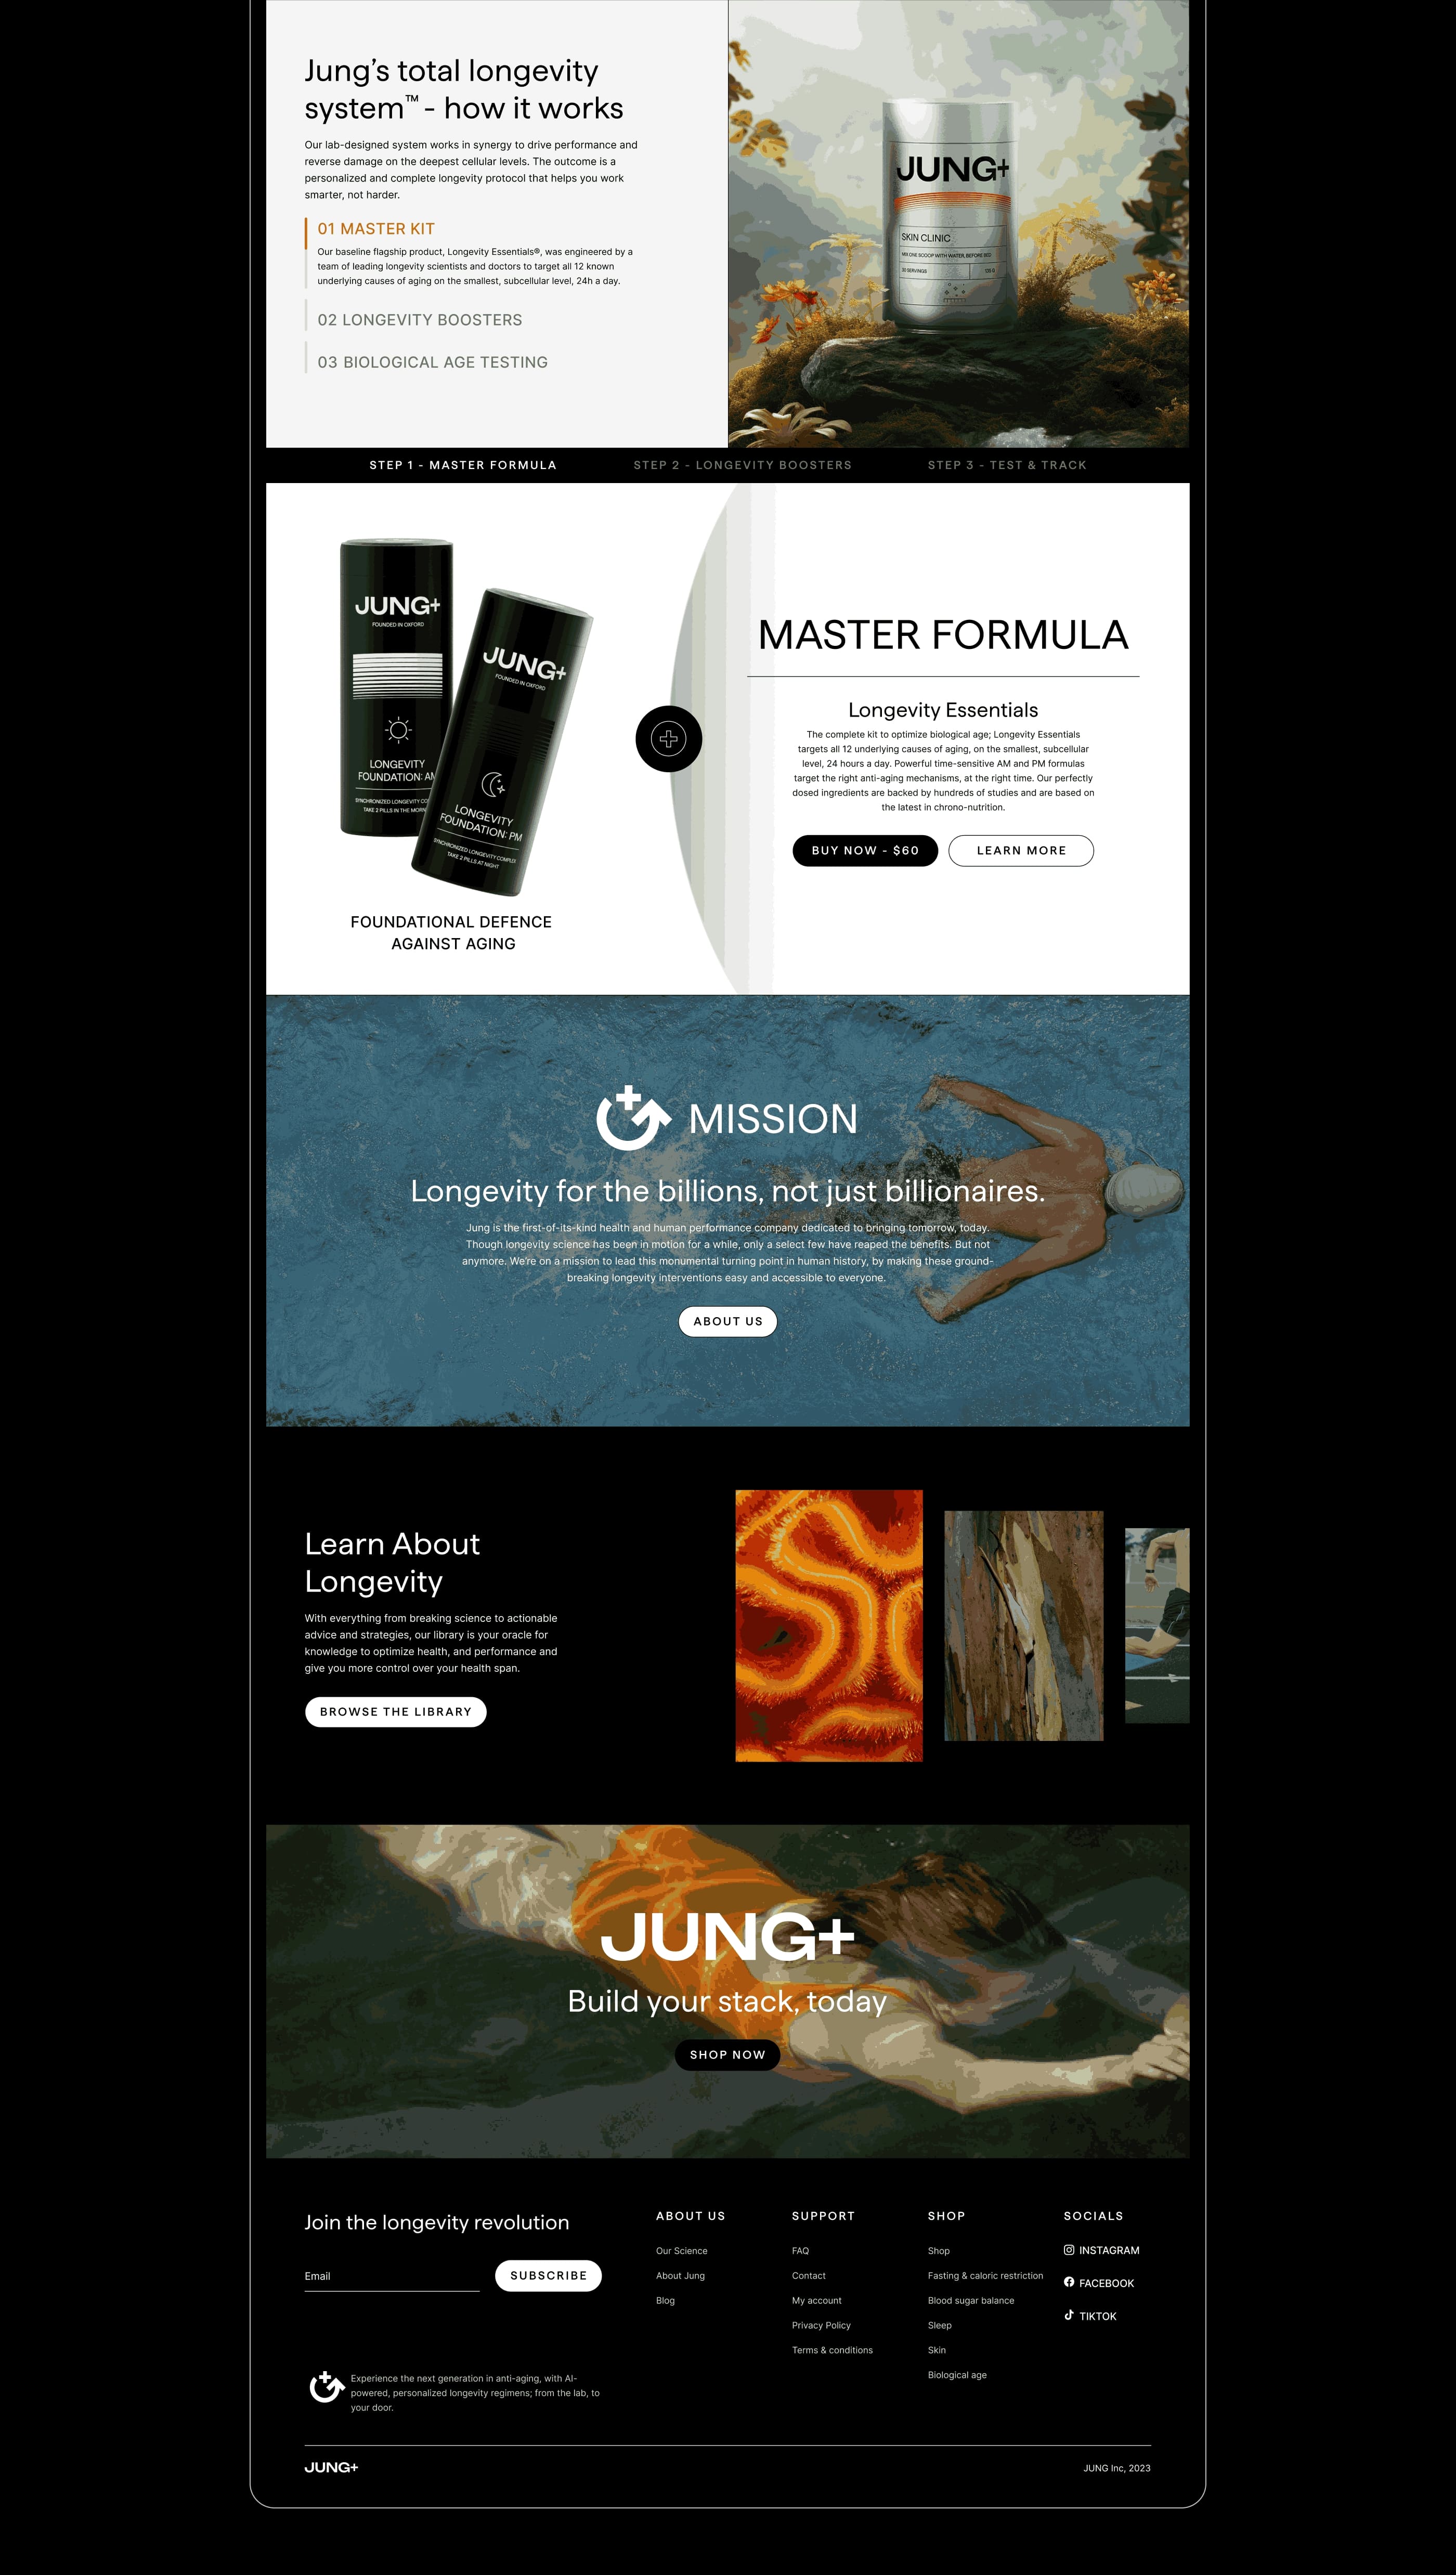 Jung’s total longevity
system™ - how it works
Our lab-designed system works in synergy to drive performance and
reverse damage on the deepest cellular levels. The outcome is a
personalized and complete longevity protocol that helps you work
smarter, not harder.
01 MASTER KIT
Our baseline flagship product, Longevity Essentials®, was engineered by a
team of leading longevity scientists and doctors to target all 12 known
underlying causes of aging on the smallest, subcellular level, 24h a day.
02 LONGEVITY BOOSTERS
03 BIOLOGICAL AGE TESTING
JUNG+
SKIN CLINIC
MIX ONE SCOOP WITH WATER, BEFORE BED
30 SERVINGS
STEP 1 - MASTER FORMULA
STEP 2 - LONGEVITY BOOSTERS
STEP 3 - TEST & TRACK
JUNG+
FOUNDED IN OXFORD
LONGEVITY
FOUNDATION: AM
SYNCHRONIZED LONGEVITY CO
TAKE 2 PILLS IN THE MORN
JUNG+
FOUNDED IN OXFORD
LONGEVITY
FOUNDATION: PM
SYNCHRONIZED LONGEVITY COMPLEX
TAKE 2 PILLS AT NIGHT
FOUNDATIONAL DEFENCE
AGAINST AGING
MASTER FORMULA
Longevity Essentials
The complete kit to optimize biological age; Longevity Essentials
targets all 12 underlying causes of aging, on the smallest, subcellular
level, 24 hours a day. Powerful time-sensitive AM and PM formulas
target the right anti-aging mechanisms, at the right time. Our perfectly
dosed ingredients are backed by hundreds of studies and are based on
the latest in chrono-nutrition.
BUY NOW - $60
LEARN MORE
MISSION
Longevity for the billions, not just billionaires.
Jung is the first-of-its-kind health and human performance company dedicated to bringing tomorrow, today.
Though longevity science has been in motion for a while, only a select few have reaped the benefits. But not
anymore. We’re on a mission to lead this monumental turning point in human history, by making these ground-
breaking longevity interventions easy and accessible to everyone.
ABOUT US
Learn About
Longevity
With everything from breaking science to actionable
advice and strategies, our library is your oracle for
knowledge to optimize health, and performance and
give you more control over your health span.
BROWSE THE LIBRARY
JUNG+
Build your stack, today
SHOP NOW
Join the longevity revolution
Email
SUBSCRIBE
Experience the next generation in anti-aging, with AI-
powered, personalized longevity regimens; from the lab, to
your door.
ABOUT US
Our Science
About Jung
Blog
SUPPORT
FAQ
Contact
My account
Privacy Policy
Terms & conditions
SHOP
Shop
Fasting & caloric restriction
Blood sugar balance
Sleep
Skin
Biological age
SOCIALS
INSTAGRAM
FACEBOOK
TIKTOK
JUNG+
JUNG Inc, 2023